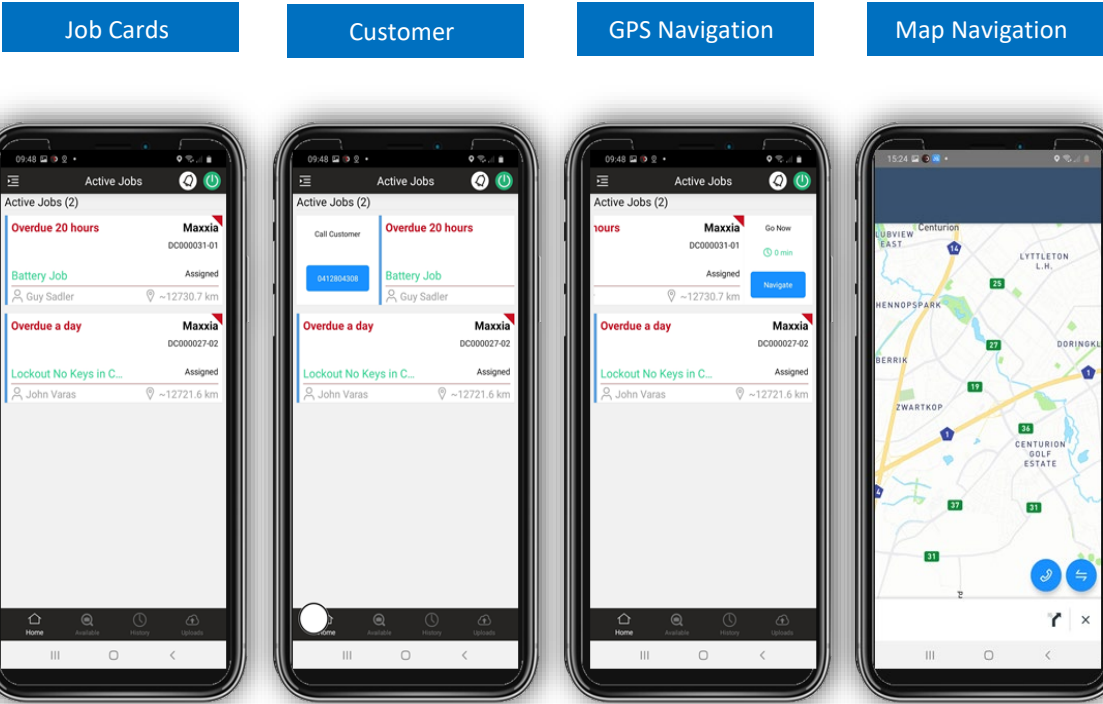 Job Cards
Customer
GPS Navigation
Map Navigation
09:48
Active Jobs
Active Jobs (2)
Overdue 20 hours Maxxia
DC000031-01
Battery Job Assigned
Guy Sadler ~12730.7 km
Overdue a day Maxxia
DC000027-02
Lockout No Keys in C... Assigned
John Varas ~12721.6 km
Home Available History Uploads
09:48
Active Jobs
Active Jobs (2)
Call Customer Overdue 20 hours
0412804308 Battery Job
Guy Sadler
Overdue a day Maxxia
DC000027-02
Lockout No Keys in C... Assigned
John Varas ~12721.6 km
Home Available History Uploads
09:48
Active Jobs
Active Jobs (2)
hours Maxxia Go Now
DC000031-01 0 min
Assigned Navigate
~12730.7 km
Overdue a day Maxxia
DC000027-02
Lockout No Keys in C... Assigned
John Varas ~12721.6 km
Home Available History Uploads
15:24
Centurion
LUBVIEW
EAST
14
LYTTLETON
L.H.
25
HENNOPSPARK
27
DORINGKL
BERRIK
1
19
ZWARTKOP
36
1
CENTURION
GOLF
ESTATE
4
37
31
31